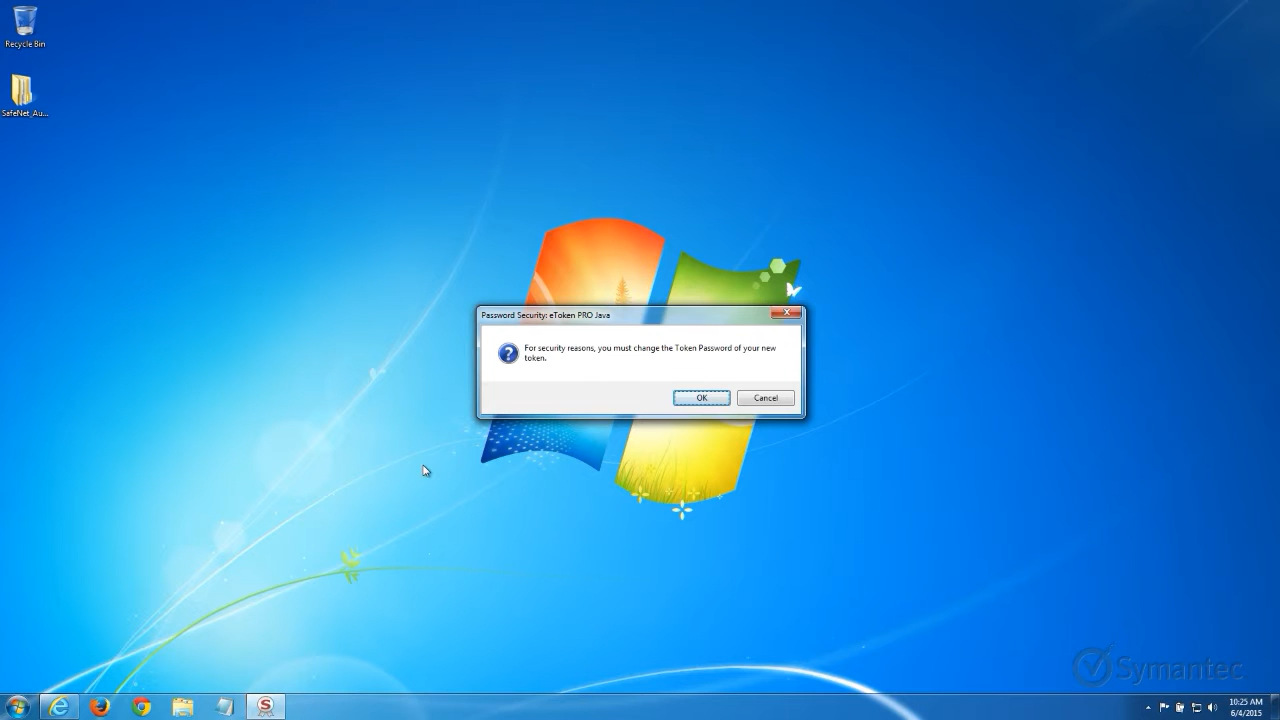 Recycle Bin
SafeNet_Au...
Password Security: eToken PRO Java
For security reasons, you must change the Token Password of your new
token.
OK
Cancel
Symantec
10:25 AM
6/4/2015